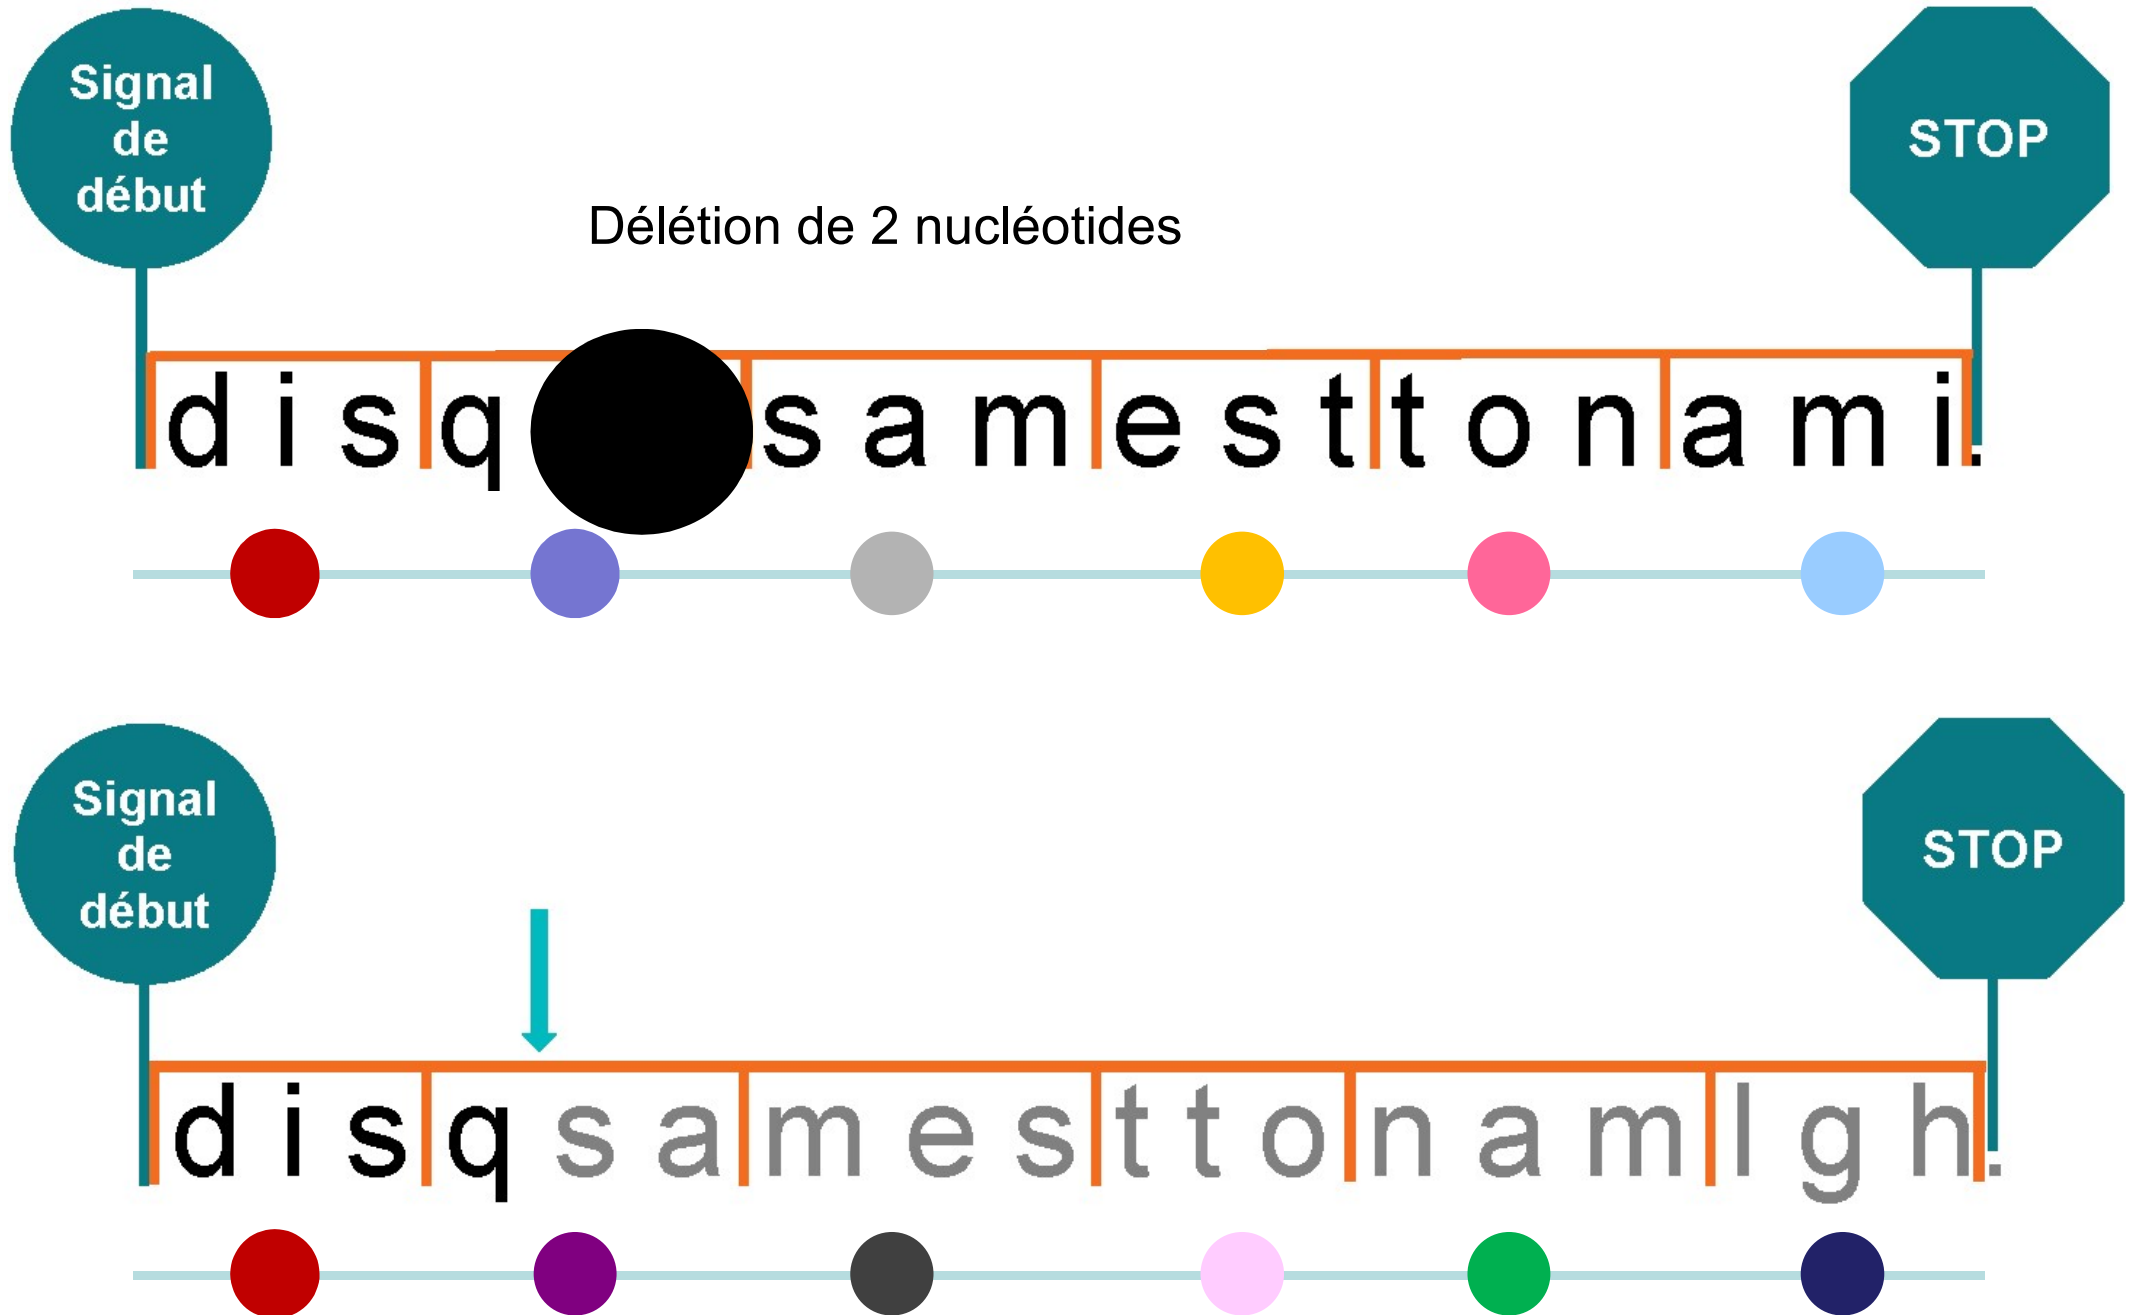 Signal
de
début
STOP
Délétion de 2 nucléotides
d i s q s a m e s t t o n a m i .
Signal
de
début
STOP
d i s q s a m e s t t o n a m l g h .